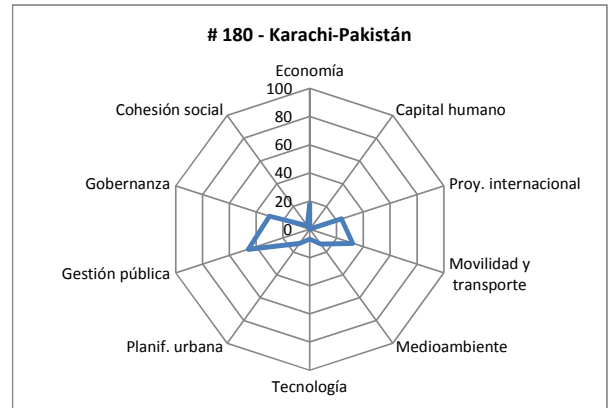 # 180 - Karachi-Pakistán
Economía
100
Cohesión social
Capital humano
80
60
40
Gobernanza
Proy. internacional
20
0
Gestión pública
Movilidad y
transporte
Planif. urbana
Medioambiente
Tecnología